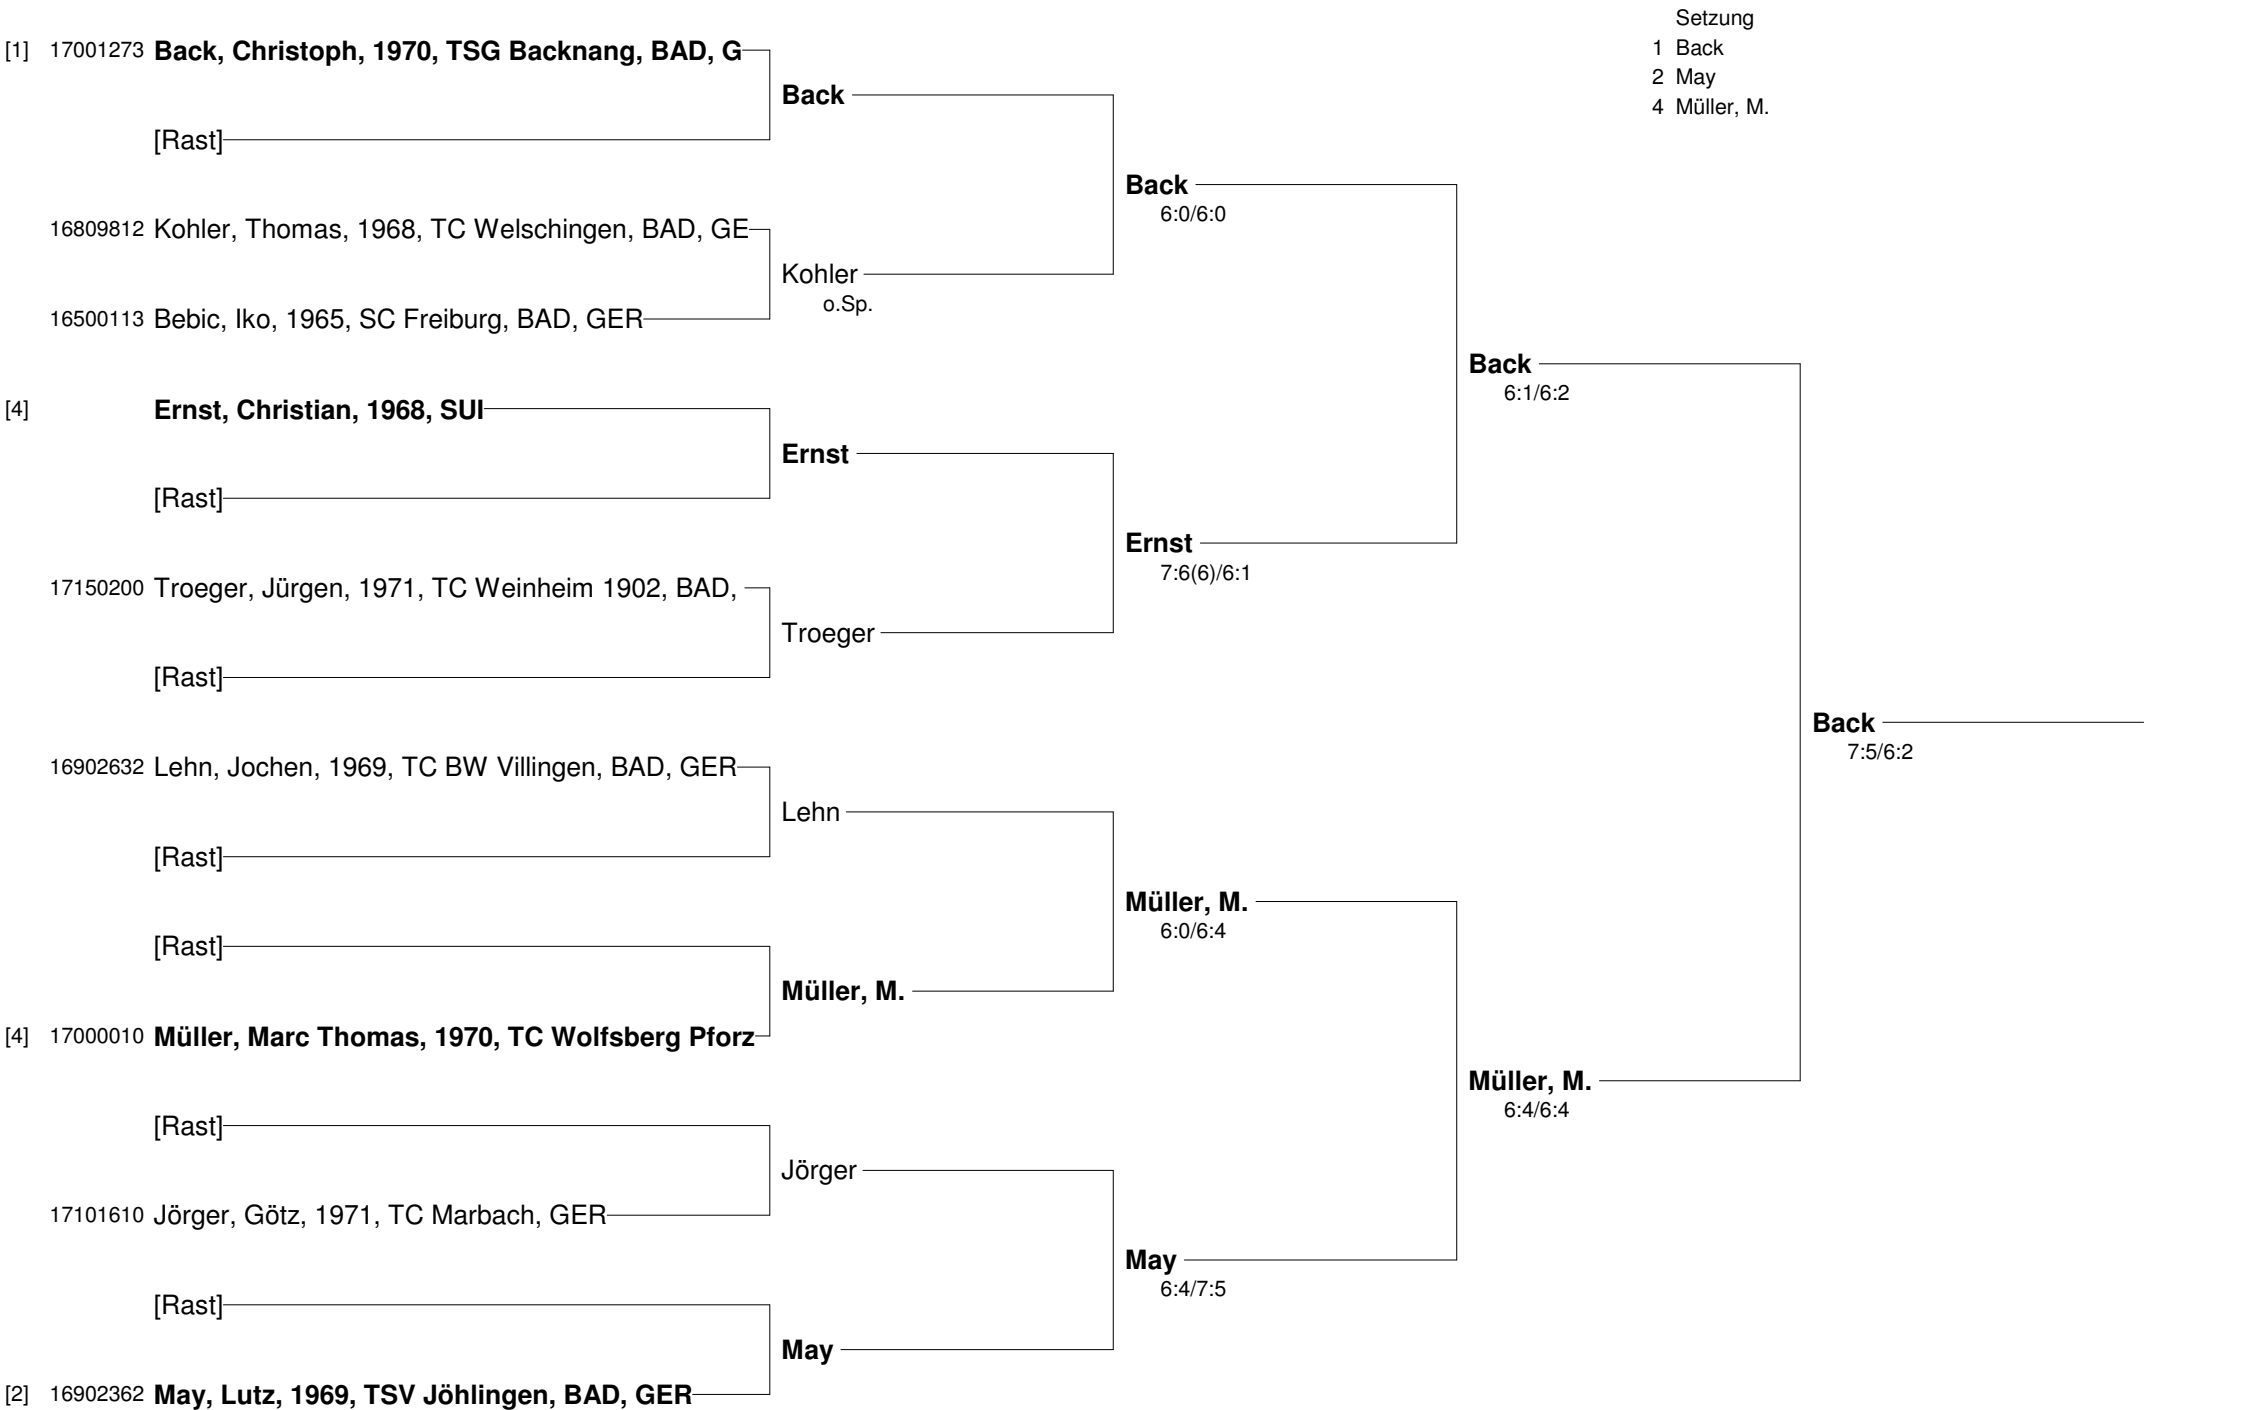 Setzung
1 Back
2 May
4 Müller, M.
[1] 17001273 Back, Christoph, 1970, TSG Backnang, BAD, G
Back
[Rast]
Back
6:0/6:0
16809812 Kohler, Thomas, 1968, TC Welschingen, BAD, GE
Kohler
o.Sp.
16500113 Bebic, Iko, 1965, SC Freiburg, BAD, GER
Back
6:1/6:2
[4] Ernst, Christian, 1968, SUI
Ernst
[Rast]
Ernst
7:6(6)/6:1
17150200 Troeger, Jürgen, 1971, TC Weinheim 1902, BAD,
Troeger
[Rast]
Back
7:5/6:2
16902632 Lehn, Jochen, 1969, TC BW Villingen, BAD, GER
Lehn
[Rast]
Müller, M.
6:0/6:4
[Rast]
Müller, M.
[4] 17000010 Müller, Marc Thomas, 1970, TC Wolfsberg Pforz
Müller, M.
6:4/6:4
[Rast]
Jörger
17101610 Jörger, Götz, 1971, TC Marbach, GER
May
6:4/7:5
[Rast]
May
[2] 16902362 May, Lutz, 1969, TSV Jöhlingen, BAD, GER